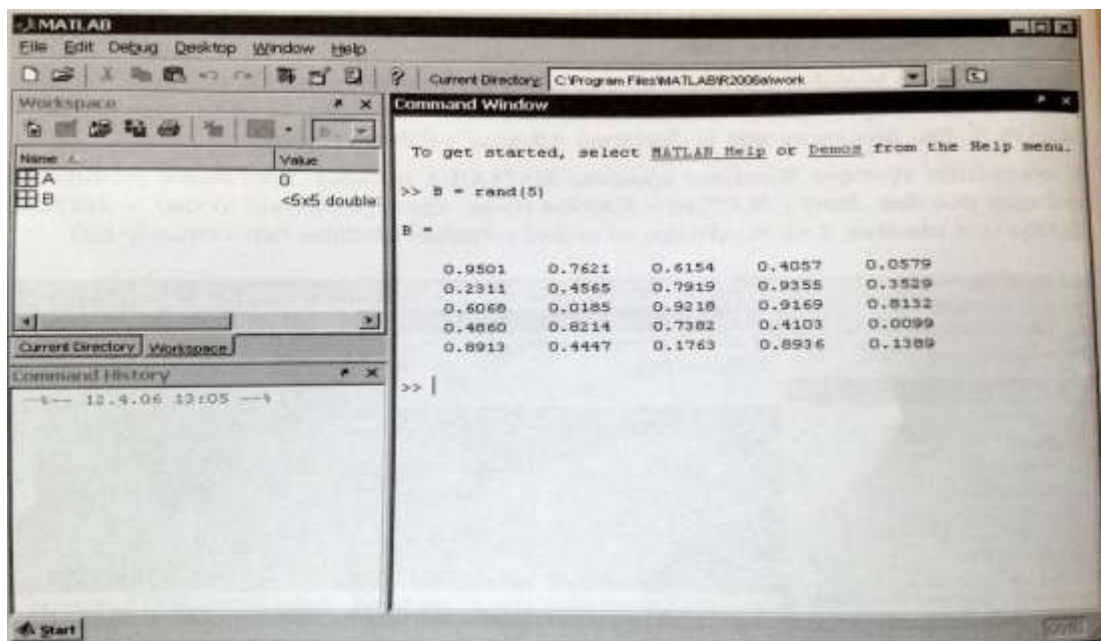 MATLAB
File Edit Debug Desktop Window Help
? Current Directory: C:\Program Files\MATLAB\R2006a\work
Workspace
Name Value
A 0
B <5x5 double
Current Directory Workspace
Command History
--%-- 12.4.06 13:05 --%
Command Window
To get started, select MATLAB Help or Demos from the Help menu.
>> B = rand(5)
B =
0.9501 0.7621 0.6154 0.4057 0.0579
0.2311 0.4565 0.7919 0.9355 0.3529
0.6068 0.0185 0.9218 0.9169 0.8132
0.4860 0.8214 0.7382 0.4103 0.0099
0.8913 0.4447 0.1763 0.8936 0.1389
>>
Start